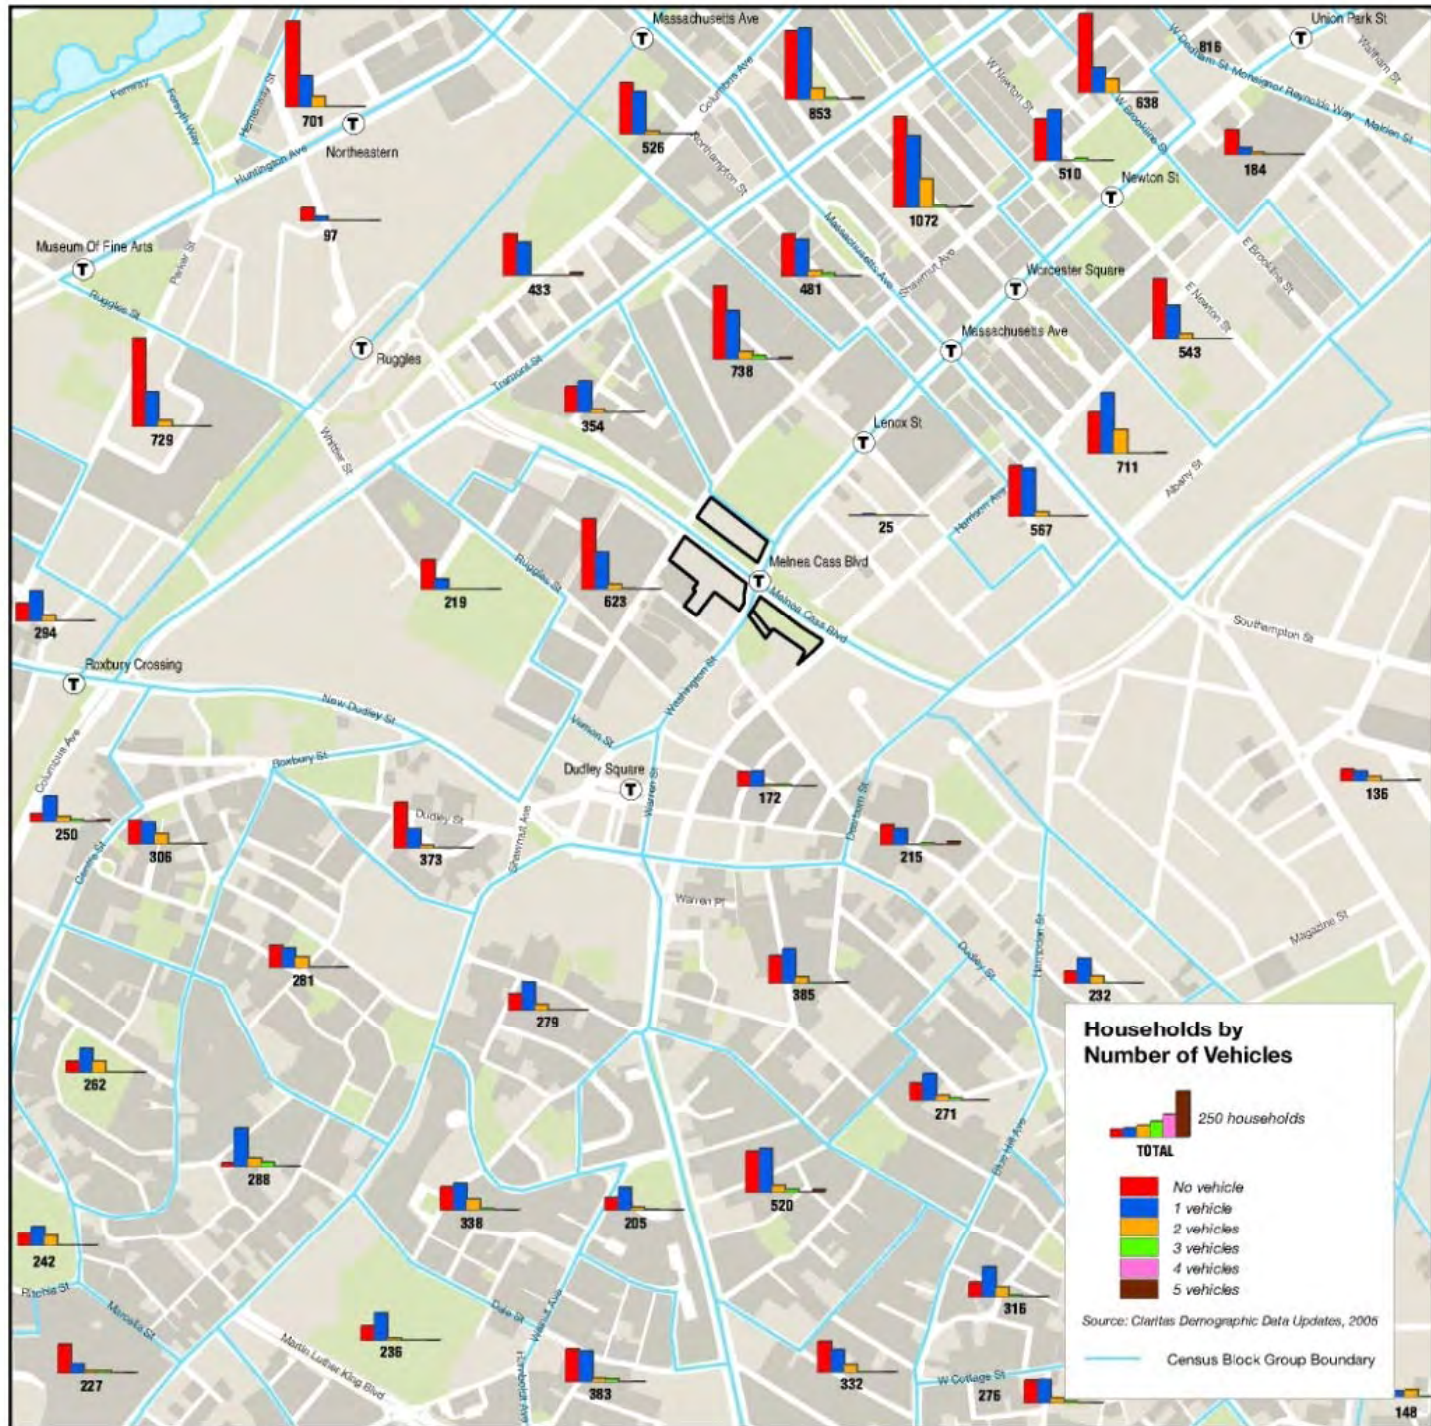 Massachusetts Ave
Union Park St
816
W Dedham St
Monsignor Reynolds Way
Waltham St
Malden St
Fenway
Forsyth Way
Hemenway St
701
Huntington Ave
Northeastern
526
Columbus Ave
853
W Newton St
638
W Brookline St
510
184
Northampton St
1072
Newton St
97
Museum Of Fine Arts
Parker St
433
481
Massachusetts Ave
Shawmut Ave
Worcester Square
E Brookline St
E Newton St
543
Ruggles St
Ruggles
Tremont St
738
Massachusetts Ave
729
354
Whittier St
Lenox St
711
Albany St
Harrison Ave
567
25
Ruggles St
219
623
Melnea Cass Blvd
Melnea Cass Blvd
294
Southampton St
Roxbury Crossing
New Dudley St
Washington St
Vernon St
Columbus Ave
Roxbury St
Dudley Square
Warren St
172
136
250
306
Centre St
Dudley St
373
Shawmut Ave
Dearborn St
215
Warren Pl
Magazine St
Hampden St
Dudley St
281
279
385
232
262
271
288
338
205
520
Blue Hill Ave
242
Ritchie St
Marcella St
Dale St
Walnut Ave
316
236
Martin Luther King Blvd
Humboldt Ave
227
383
332
W Cottage St
276
148
Households by
Number of Vehicles
250 households
TOTAL
No vehicle
1 vehicle
2 vehicles
3 vehicles
4 vehicles
5 vehicles
Source: Claritas Demographic Data Updates, 2006
Census Block Group Boundary